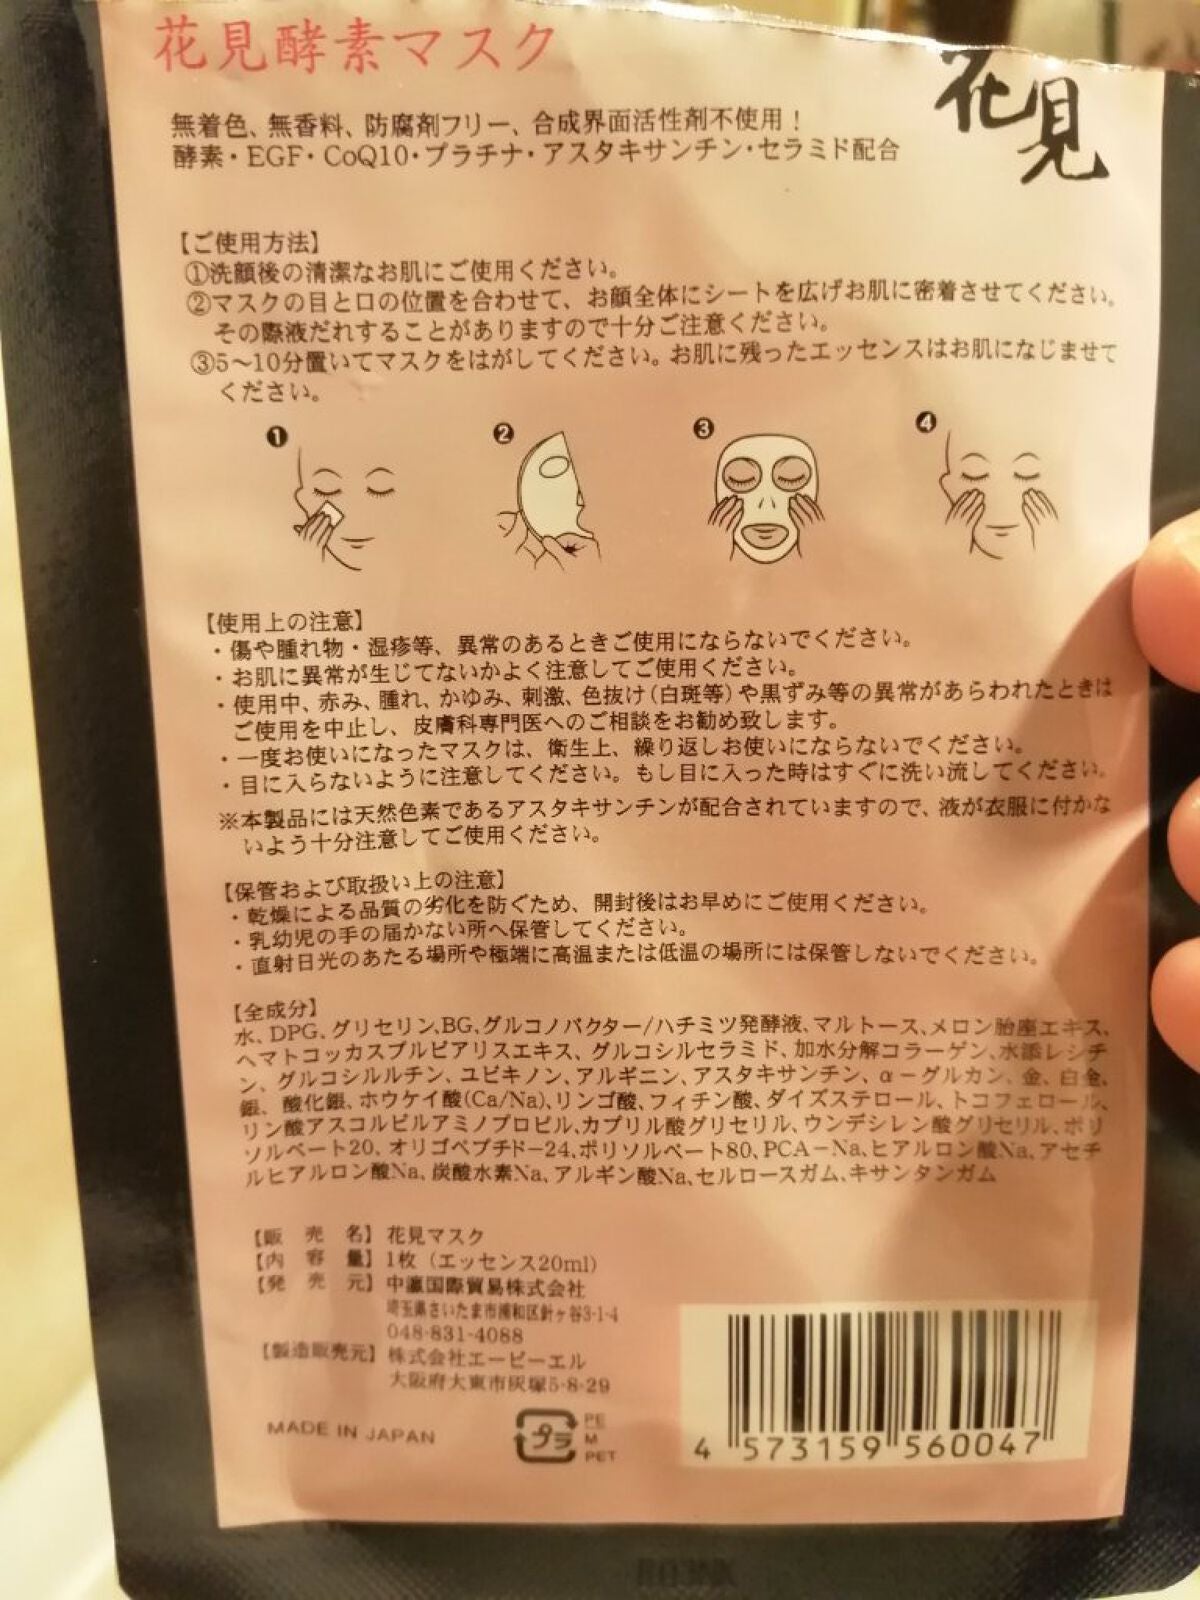 花見酵素マスク
花見
無着色、無香料、防腐剤フリー、合成界面活性剤不使用！
酵素・EGF・CoQ10・プラチナ・アスタキサンチン・セラミド配合
【ご使用方法】
①洗顔後の清潔なお肌にご使用ください。
②マスクの目と口の位置を合わせて、お顔全体にシートを広げお肌に密着させてください。
その際液だれすることがありますので十分ご注意ください。
③5〜10分置いてマスクをはがしてください。お肌に残ったエッセンスはお肌になじませて
ください。
❶ ❷ ❸ ❹
【使用上の注意】
・傷や腫れ物・湿疹等、異常のあるときご使用にならないでください。
・お肌に異常が生じてないかよく注意してご使用ください。
・使用中、赤み、腫れ、かゆみ、刺激、色抜け(白斑等)や黒ずみ等の異常があらわれたときは
ご使用を中止し、皮膚科専門医へのご相談をお勧め致します。
・一度お使いになったマスクは、衛生上、繰り返しお使いにならないでください。
・目に入らないように注意してください。もし目に入った時はすぐに洗い流してください。
※本製品には天然色素であるアスタキサンチンが配合されていますので、液が衣服に付かな
いよう十分注意してご使用ください。
【保管および取扱い上の注意】
・乾燥による品質の劣化を防ぐため、開封後はお早めにご使用ください。
・乳幼児の手の届かない所へ保管してください。
・直射日光のあたる場所や極端に高温または低温の場所には保管しないでください。
【全成分】
水、DPG、グリセリン、BG、グルコノバクター/ハチミツ発酵液、マルトース、メロン胎座エキス、
ヘマトコッカスプルビアリスエキス、グルコシルセラミド、加水分解コラーゲン、水添レシチ
ン、グルコシルルチン、ユビキノン、アルギニン、アスタキサンチン、α－グルカン、金、白金、
銀、酸化銀、ホウケイ酸(Ca/Na)、リンゴ酸、フィチン酸、ダイズステロール、トコフェロール、
リン酸アスコルビルアミノプロピル、カプリル酸グリセリル、ウンデシレン酸グリセリル、ポリ
ソルベート20、オリゴペプチド-24、ポリソルベート80、PCA－Na、ヒアルロン酸Na、アセチ
ルヒアルロン酸Na、炭酸水素Na、アルギン酸Na、セルロースガム、キサンタンガム
【販売名】花見マスク
【内容量】1枚（エッセンス20ml）
【発売元】中瀛国際貿易株式会社
埼玉県さいたま市浦和区針ヶ谷3-1-4
048-831-4088
【製造販売元】株式会社エーピーエル
大阪府大東市灰塚5-8-29
MADE IN JAPAN
プラ
PE
M
PET
4 573159 560047